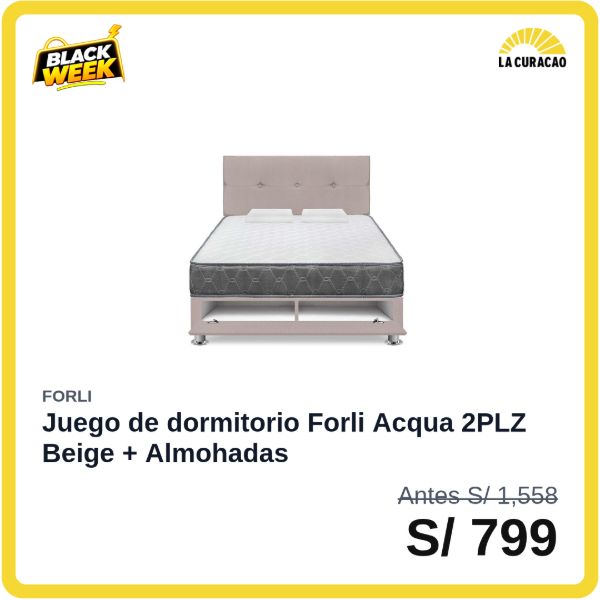 BLACK
WEEK
LA CURACAO
FORLI
Juego de dormitorio Forli Acqua 2PLZ
Beige + Almohadas
Antes S/ 1,558
S/ 799